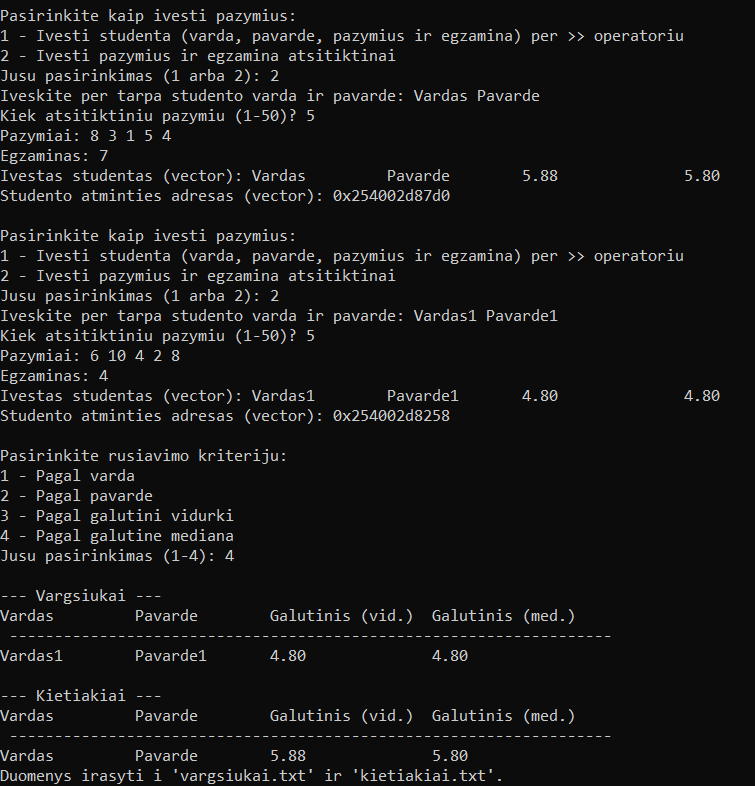 Pasirinkite kaip ivesti pazymius:
1 - Ivesti studenta (varda, pavarde, pazymius ir egzamina) per >> operatoriu
2 - Ivesti pazymius ir egzamina atsitiktinai
Jusu pasirinkimas (1 arba 2): 2
Iveskite per tarpa studento varda ir pavarde: Vardas Pavarde
Kiek atsitiktiniu pazymiu (1-50)? 5
Pazymiai: 8 3 1 5 4
Egzaminas: 7
Ivestas studentas (vector): Vardas         Pavarde        5.88              5.80
Studento atminties adresas (vector): 0x254002d87d0

Pasirinkite kaip ivesti pazymius:
1 - Ivesti studenta (varda, pavarde, pazymius ir egzamina) per >> operatoriu
2 - Ivesti pazymius ir egzamina atsitiktinai
Jusu pasirinkimas (1 arba 2): 2
Iveskite per tarpa studento varda ir pavarde: Vardas1 Pavarde1
Kiek atsitiktiniu pazymiu (1-50)? 5
Pazymiai: 6 10 4 2 8
Egzaminas: 4
Ivestas studentas (vector): Vardas1        Pavarde1       4.80              4.80
Studento atminties adresas (vector): 0x254002d8258

Pasirinkite rusiavimo kriteriju:
1 - Pagal varda
2 - Pagal pavarde
3 - Pagal galutini vidurki
4 - Pagal galutine mediana
Jusu pasirinkimas (1-4): 4

--- Vargsiukai ---
Vardas         Pavarde        Galutinis (vid.)  Galutinis (med.)
 -------------------------------------------------------------------
Vardas1        Pavarde1       4.80              4.80

--- Kietiakiai ---
Vardas         Pavarde        Galutinis (vid.)  Galutinis (med.)
 -------------------------------------------------------------------
Vardas         Pavarde        5.88              5.80
Duomenys irasyti i 'vargsiukai.txt' ir 'kietiakiai.txt'.